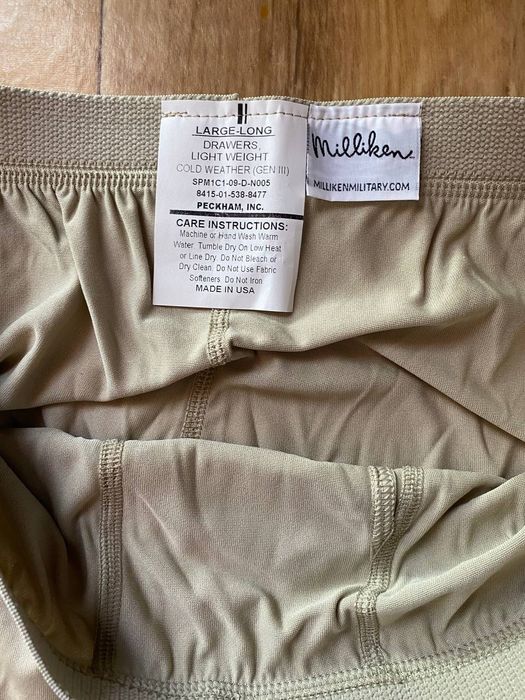 LARGE-LONG
DRAWERS,
LIGHT WEIGHT
COLD WEATHER (GEN III)
SPM1C1-09-D-N005
8415-01-538-8477
PECKHAM, INC.
CARE INSTRUCTIONS:
Machine or Hand Wash Warm
Water Tumble Dry On Low Heat
or Line Dry. Do Not Bleach or
Dry Clean. Do Not Use Fabric
Softeners. Do Not Iron
MADE IN USA
Milliken
MILLIKENMILITARY.COM